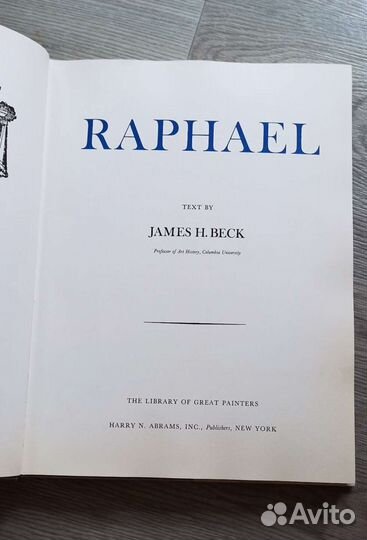 RAPHAEL
TEXT BY
JAMES H. BECK
Professor of Art History, Columbia University
THE LIBRARY OF GREAT PAINTERS
HARRY N. ABRAMS, INC., Publishers, NEW YORK
Avito